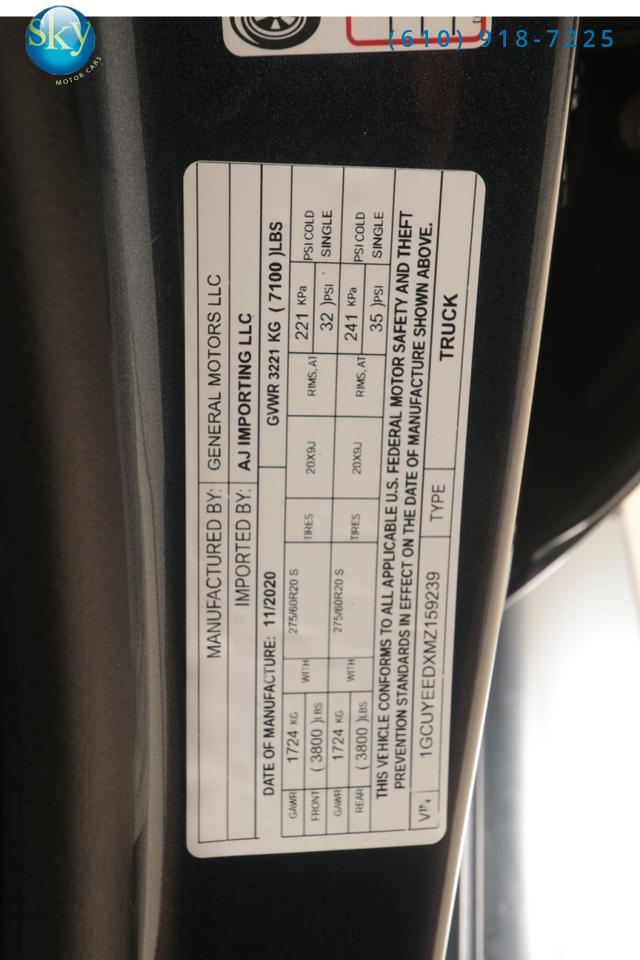 Sky
MOTOR CARS
(610) 918-7225
MANUFACTURED BY: GENERAL MOTORS LLC
IMPORTED BY: AJ IMPORTING LLC
DATE OF MANUFACTURE: 11/2020 GVWR 3221 KG ( 7100 )LBS
GAWR 1724 KG WITH 275/60R20 S TIRES 20X9J RIMS, AT 221 KPa PSI COLD
FRONT ( 3800 )LBS 32 )PSI SINGLE
GAWR 1724 KG WITH 275/60R20 S TIRES 20X9J RIMS, AT 241 KPa PSI COLD
REAR ( 3800 )LBS 35 )PSI SINGLE
THIS VEHICLE CONFORMS TO ALL APPLICABLE U.S. FEDERAL MOTOR SAFETY AND THEFT
PREVENTION STANDARDS IN EFFECT ON THE DATE OF MANUFACTURE SHOWN ABOVE.
VIN 1GCUYEEDXMZ159239 TYPE TRUCK